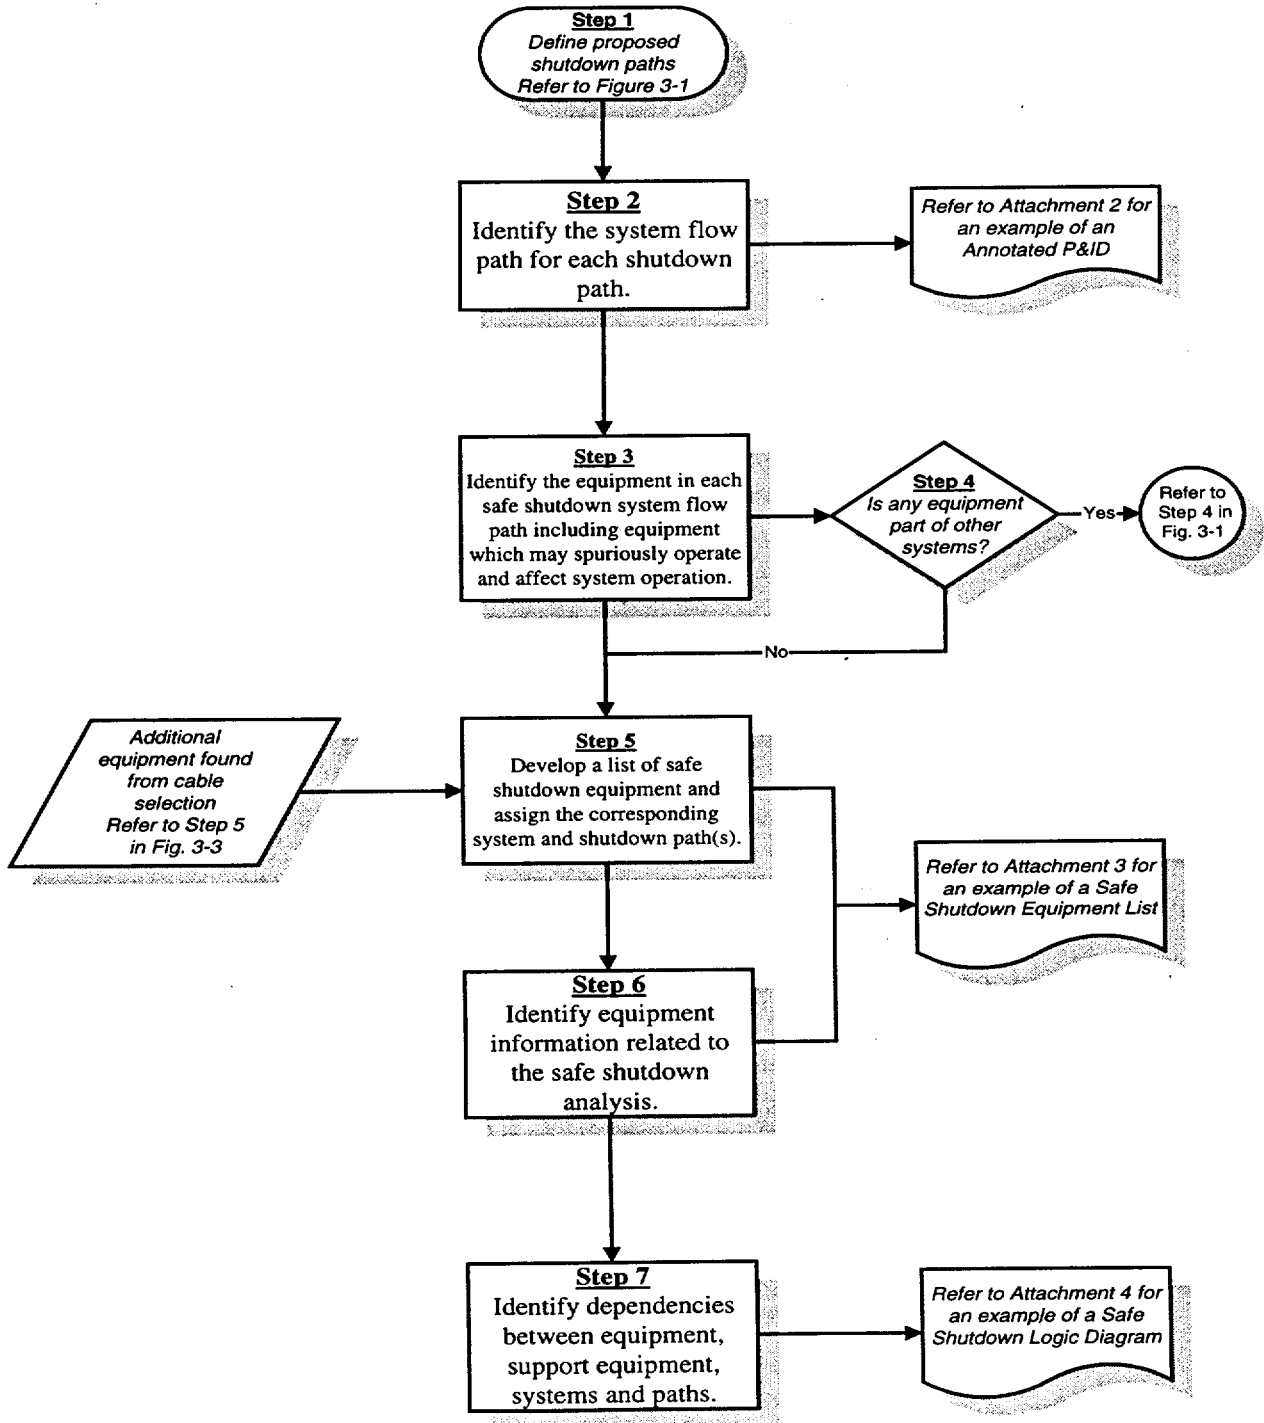 Step 1
Define proposed
shutdown paths
Refer to Figure 3-1
Step 2
Identify the system flow
path for each shutdown
path.
Refer to Attachment 2 for
an example of an
Annotated P&ID
Step 3
Identify the equipment in each
safe shutdown system flow
path including equipment
which may spuriously operate
and affect system operation.
Step 4
Is any equipment
part of other
systems?
Yes
Refer to
Step 4 in
Fig. 3-1
No
Additional
equipment found
from cable
selection
Refer to Step 5
in Fig. 3-3
Step 5
Develop a list of safe
shutdown equipment and
assign the corresponding
system and shutdown path(s).
Refer to Attachment 3 for
an example of a Safe
Shutdown Equipment List
Step 6
Identify equipment
information related to
the safe shutdown
analysis.
Step 7
Identify dependencies
between equipment,
support equipment,
systems and paths.
Refer to Attachment 4 for
an example of a Safe
Shutdown Logic Diagram